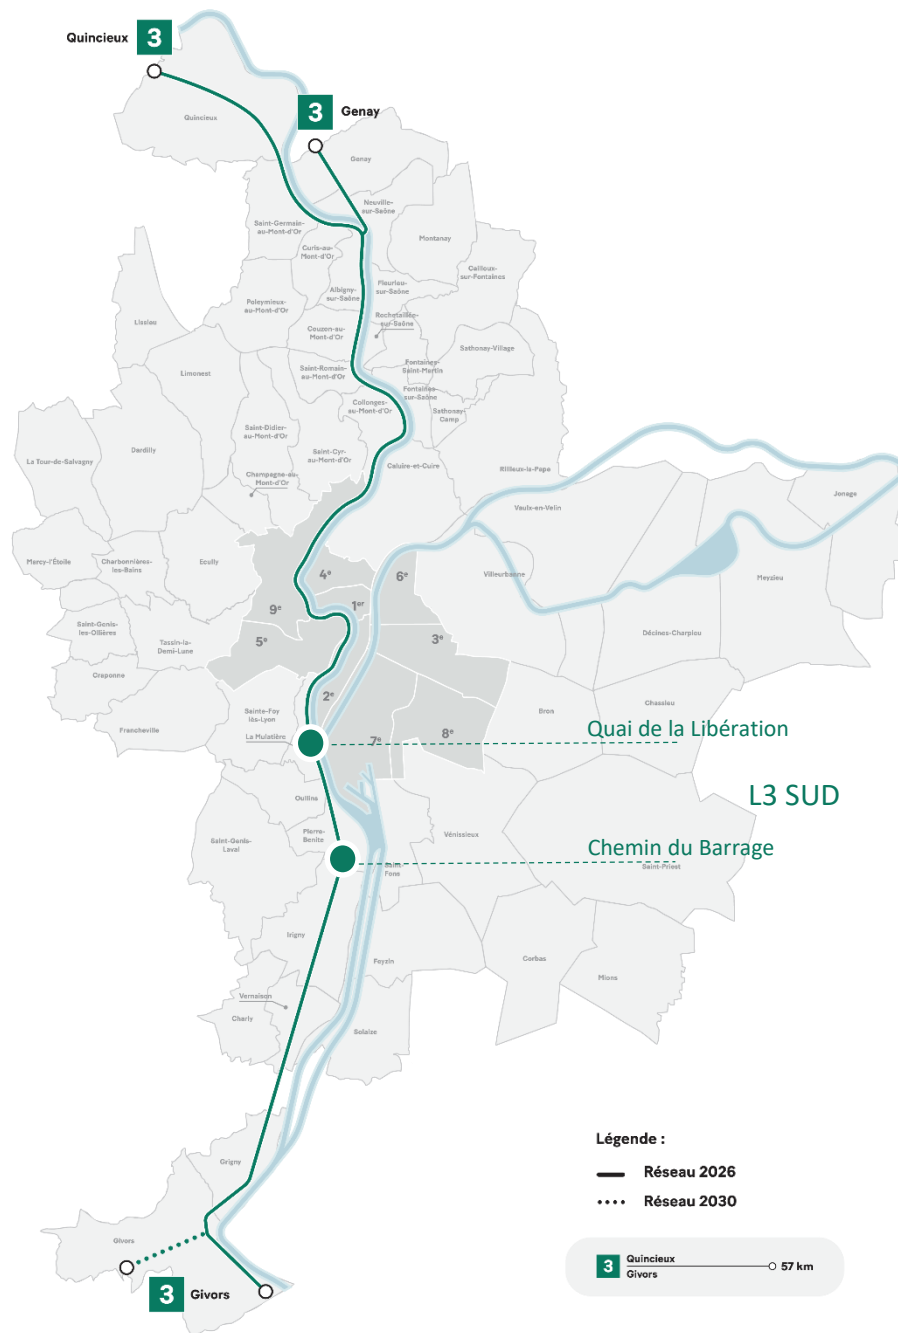 Quincieux
3
3
Genay
Quincieux
Genay
Neuville-
sur-Saône
Saint-Germain-
au-Mont-d'Or
Montanay
Curis-au-
Mont-d'Or
Cailloux-
sur-Fontaines
Albigny-
sur-Saône
Fleurieu-
sur-Saône
Poleymieux-
au-Mont-d'Or
Rochetaillée-
sur-Saône
Lissieu
Couzon-au-
Mont-d'Or
Sathonay-Village
Limonest
Saint-Romain-
au-Mont-d'Or
Fontaines-
Saint-Martin
Fontaines-
sur-Saône
Collonges-
au-Mont-d'Or
Sathonay-
Camp
Saint-Didier-
au-Mont-d'Or
Dardilly
Saint-Cyr-
au-Mont-d'Or
La Tour-de-Salvagny
Champagne-au-
Mont-d'Or
Caluire-et-Cuire
Rillieux-la-Pape
Jonage
Vaulx-en-Velin
Marcy-l'Étoile
Charbonnières-
les-Bains
Ecully
4e
6e
Villeurbanne
Meyzieu
9e
1er
Saint-Genis-
les-Ollières
Tassin-la-
Demi-Lune
5e
3e
Décines-Charpieu
Craponne
2e
Sainte-Foy
lès-Lyon
Bron
Chassieu
Francheville
La Mulatière
7e
8e
Quai de la Libération
L3 SUD
Oullins
Pierre-
Bénite
Saint-Genis-
Laval
Vénissieux
Chemin du Barrage
Saint-
Fons
Saint-Priest
Irigny
Feyzin
Corbas
Mions
Vernaison
Charly
Solaize
Légende :
Réseau 2026
Réseau 2030
Grigny
Givors
3
Givors
3
Quincieux
Givors
57 km